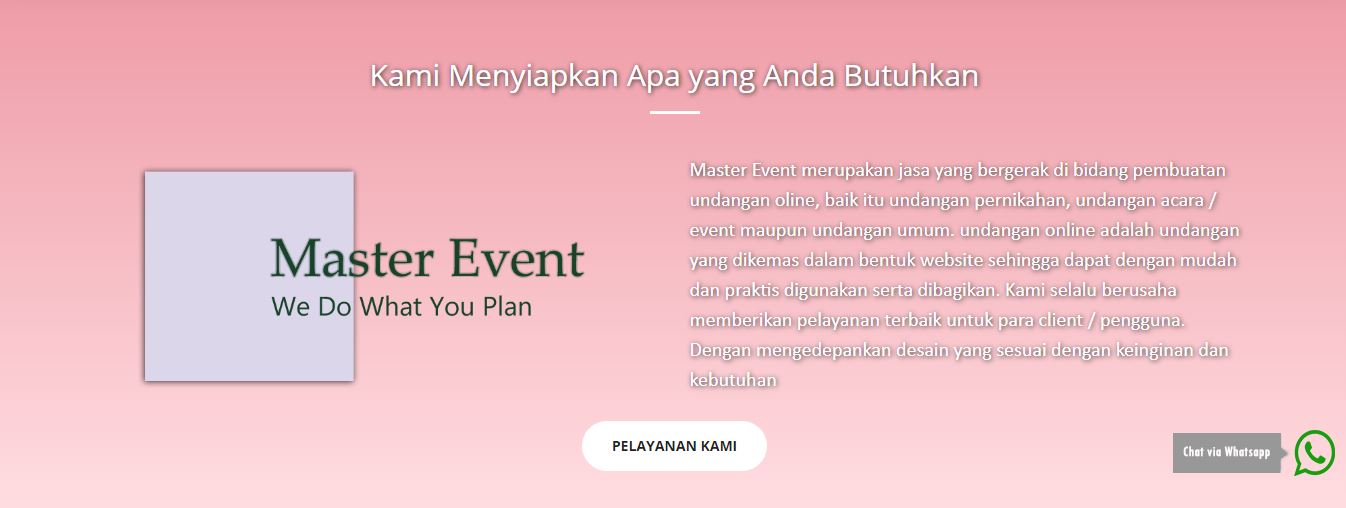 Kami Menyiapkan Apa yang Anda Butuhkan
Master Event
We Do What You Plan
Master Event merupakan jasa yang bergerak di bidang pembuatan
undangan oline, baik itu undangan pernikahan, undangan acara /
event maupun undangan umum. undangan online adalah undangan
yang dikemas dalam bentuk website sehingga dapat dengan mudah
dan praktis digunakan serta dibagikan. Kami selalu berusaha
memberikan pelayanan terbaik untuk para client / pengguna.
Dengan mengedepankan desain yang sesuai dengan keinginan dan
kebutuhan
PELAYANAN KAMI
Chat via Whatsapp